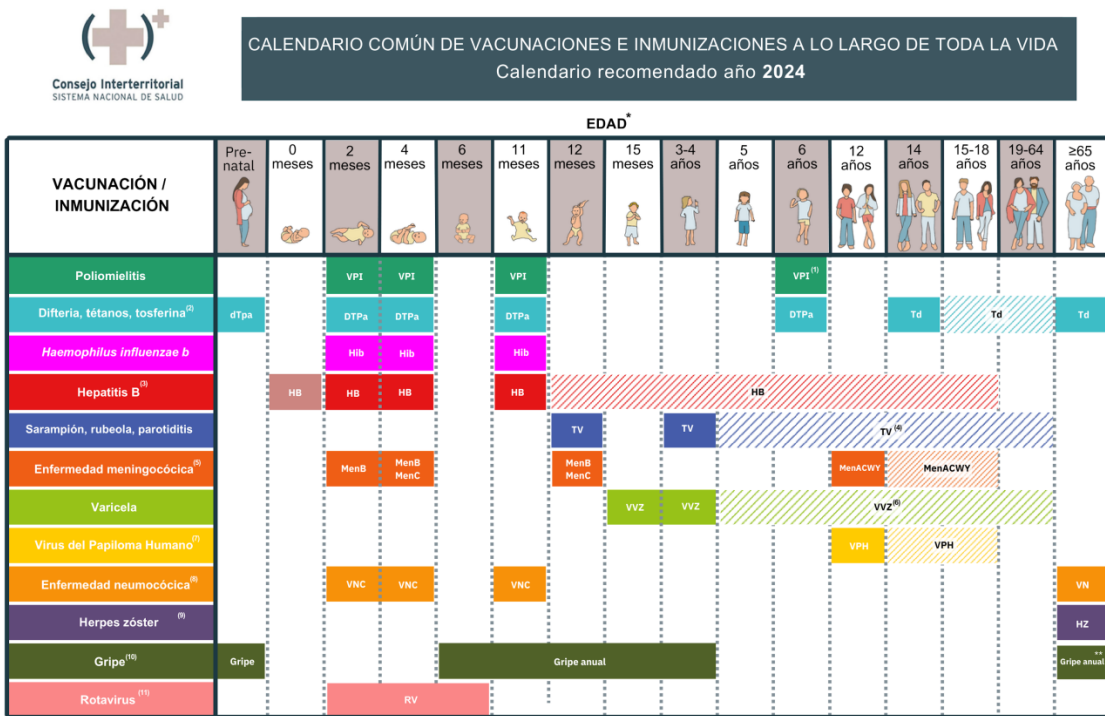 Consejo Interterritorial
SISTEMA NACIONAL DE SALUD
CALENDARIO COMÚN DE VACUNACIONES E INMUNIZACIONES A LO LARGO DE TODA LA VIDA
Calendario recomendado año 2024
EDAD*
VACUNACIÓN / INMUNIZACIÓN Pre-natal 0 meses 2 meses 4 meses 6 meses 11 meses 12 meses 15 meses 3-4 años 5 años 6 años 12 años 14 años 15-18 años 19-64 años ≥65 años
Poliomielitis VPI VPI VPI VPI (1)
Difteria, tétanos, tosferina(2) dTpa DTPa DTPa DTPa DTPa Td Td Td
Haemophilus influenzae b Hib Hib Hib
Hepatitis B(3) HB HB HB HB HB
Sarampión, rubeola, parotiditis TV TV TV (4)
Enfermedad meningocócica(5) MenB MenB MenC MenB MenC MenACWY MenACWY
Varicela VVZ VVZ VVZ(6)
Virus del Papiloma Humano(7) VPH VPH
Enfermedad neumocócica(8) VNC VNC VNC VN
Herpes zóster (9) HZ
Gripe(10) Gripe Gripe anual Gripe anual**
Rotavirus (11) RV